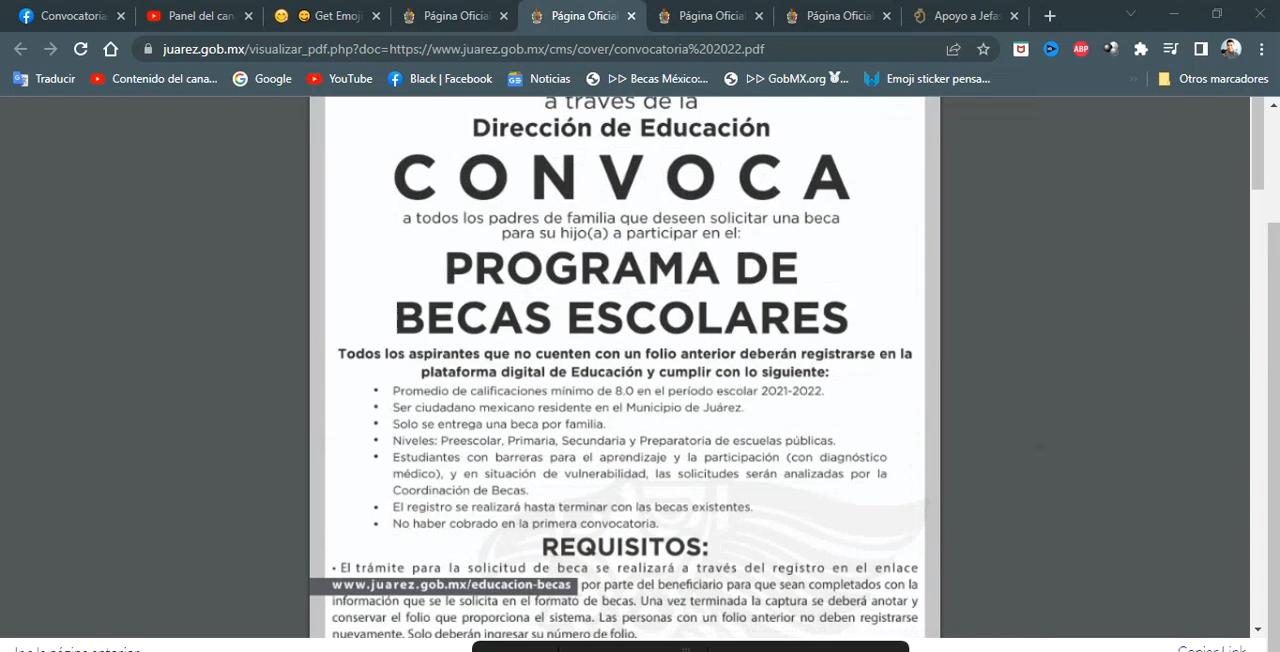 Convocatoria
Panel del can
Get Emoji
Página Oficial
Página Oficial
Página Oficial
Página Oficial
Apoyo a Jefas
juarez.gob.mx/visualizar_pdf.php?doc=https://www.juarez.gob.mx/cms/cover/convocatoria%202022.pdf
ABP
Traducir
Contenido del cana...
Google
YouTube
Black | Facebook
Noticias
▷▷ Becas México:...
▷▷ GobMX.org
Emoji sticker pensa...
Otros marcadores
a través de la
Dirección de Educación
CONVOCA
a todos los padres de familia que deseen solicitar una beca
para su hijo(a) a participar en el:
PROGRAMA DE
BECAS ESCOLARES
Todos los aspirantes que no cuenten con un folio anterior deberán registrarse en la
plataforma digital de Educación y cumplir con lo siguiente:
• Promedio de calificaciones mínimo de 8.0 en el período escolar 2021-2022.
• Ser ciudadano mexicano residente en el Municipio de Juárez.
• Solo se entrega una beca por familia.
• Niveles: Preescolar, Primaria, Secundaria y Preparatoria de escuelas públicas.
• Estudiantes con barreras para el aprendizaje y la participación (con diagnóstico
médico), y en situación de vulnerabilidad, las solicitudes serán analizadas por la
Coordinación de Becas.
• El registro se realizará hasta terminar con las becas existentes.
• No haber cobrado en la primera convocatoria.
REQUISITOS:
• El trámite para la solicitud de beca se realizará a través del registro en el enlace
www.juarez.gob.mx/educacion-becas por parte del beneficiario para que sean completados con la
información que se le solicita en el formato de becas. Una vez terminada la captura se deberá anotar y
conservar el folio que proporciona el sistema. Las personas con un folio anterior no deben registrarse
nuevamente. Solo deberán ingresar su número de folio.
Ir a la página anterior
Copiar Link